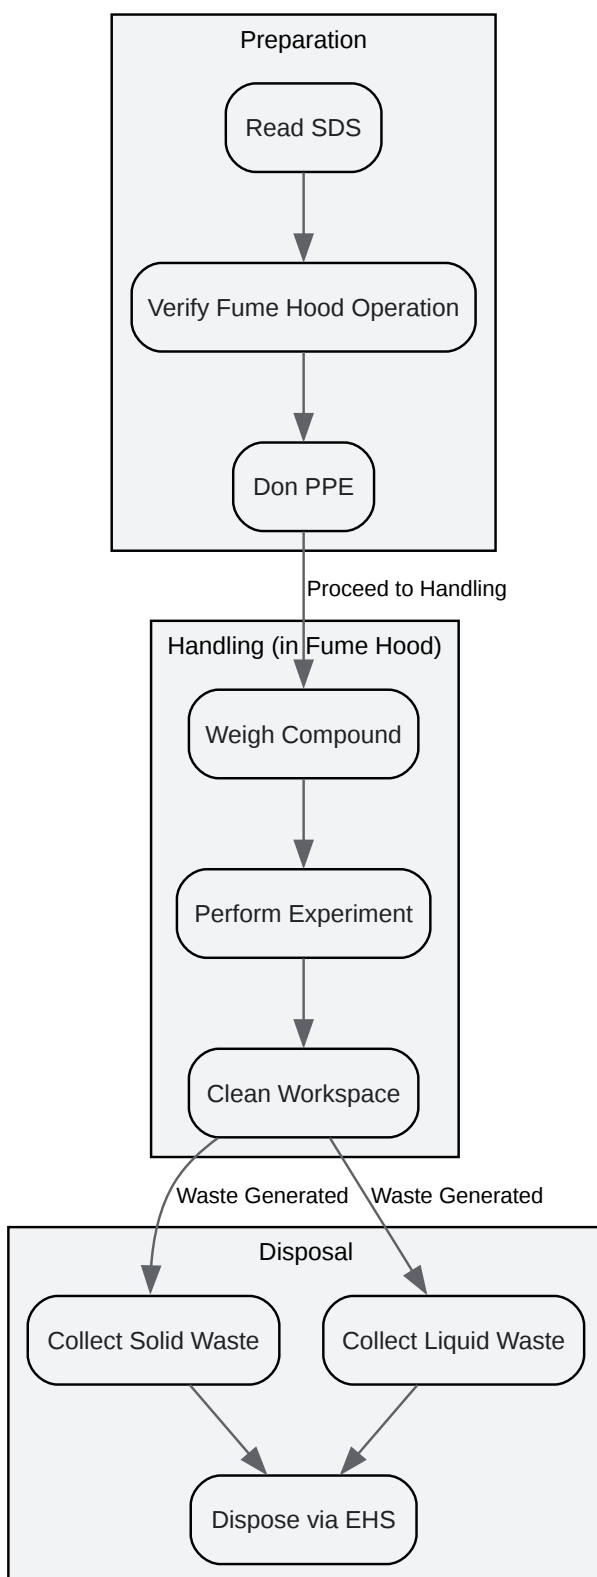 Preparation
Read SDS
Verify Fume Hood Operation
Don PPE
Proceed to Handling
Handling (in Fume Hood)
Weigh Compound
Perform Experiment
Clean Workspace
Waste Generated
Waste Generated
Disposal
Collect Solid Waste
Collect Liquid Waste
Dispose via EHS